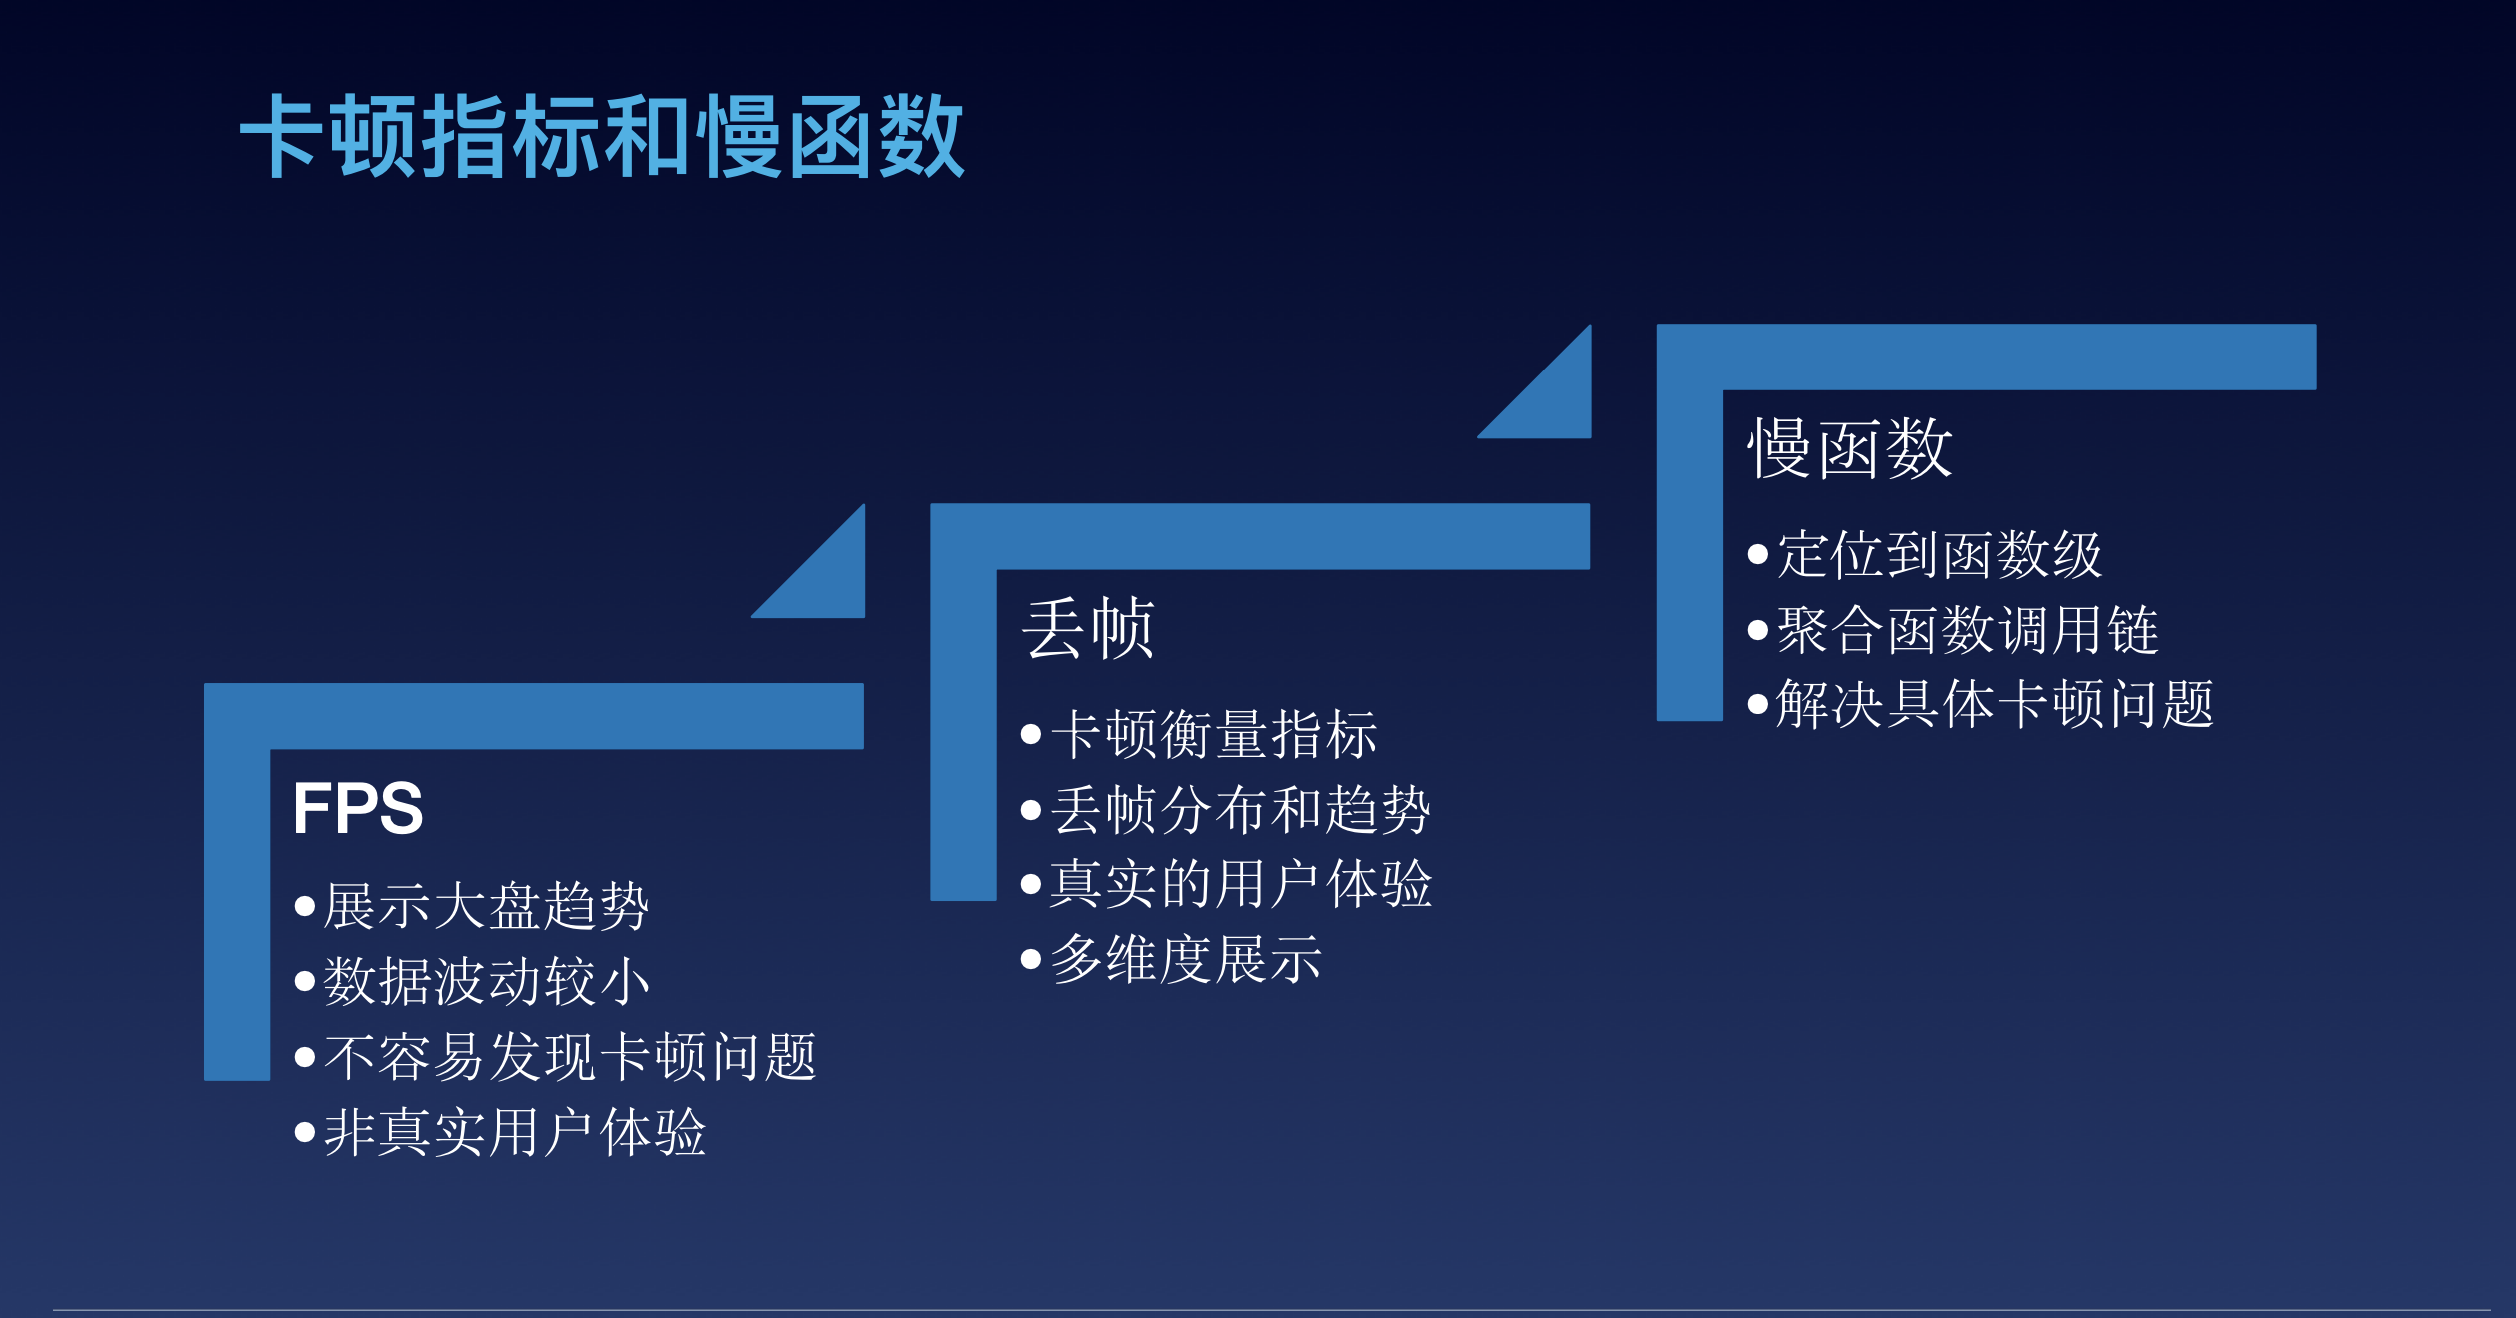 卡顿指标和慢函数
FPS
●展示大盘趋势
●数据波动较小
●不容易发现卡顿问题
●非真实用户体验
丢帧
●卡顿衡量指标
●丢帧分布和趋势
●真实的用户体验
●多维度展示
慢函数
●定位到函数级
●聚合函数调用链
●解决具体卡顿问题